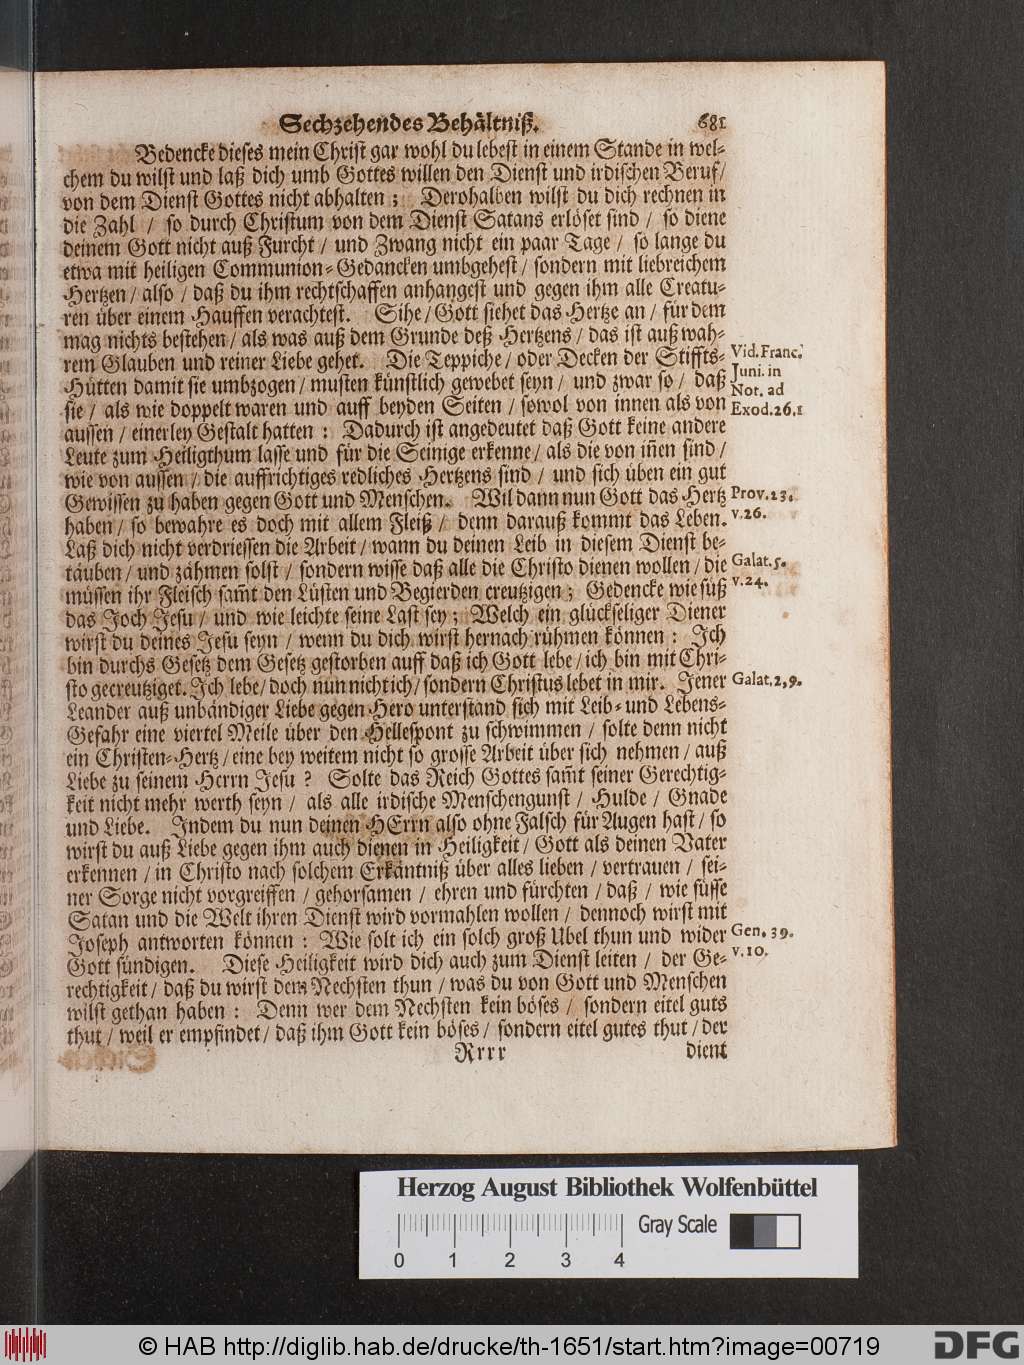 Sechzehendes Behältniß. 681
Bedencke dieses mein Christ gar wohl du lebest in einem Stande in wel-
chem du wilst und laß dich umb Gottes willen den Dienst und irdischen Beruf/
von dem Dienst Gottes nicht abhalten; Derohalben wilst du dich rechnen in
die Zahl / so durch Christum von dem Dienst Satans erlöset sind / so diene
deinem Gott nicht auß Furcht / und Zwang nicht ein paar Tage / so lange du
etwa mit heiligen Communion-Gedancken umbgehest / sondern mit liebreichem
Hertzen / also / daß du ihm rechtschaffen anhangest und gegen ihm alle Creatu-
ren über einem Hauffen verachtest. Sihe / Gott siehet das Hertze an / für dem
mag nichts bestehen / als was auß dem Grunde deß Hertzens / das ist auß wah-
rem Glauben und reiner Liebe gehet. Die Teppiche / oder Decken der Stiffts-
Hütten damit sie umbzogen / musten künstlich gewebet seyn / und zwar so / daß
sie / als wie doppelt waren und auff beyden Seiten / sowol von innen als von
aussen / einerley Gestalt hatten : Dadurch ist angedeutet daß Gott keine andere
Leute zum Heiligthum lasse und für die Seinige erkenne / als die von iñen sind /
wie von aussen / die auffrichtiges redliches Hertzens sind / und sich üben ein gut
Gewissen zu haben gegen Gott und Menschen. Wil dann nun Gott das Hertz
haben / so bewahre es doch mit allem Fleiß / denn darauß kommt das Leben.
Laß dich nicht verdriessen die Arbeit / wann du deinen Leib in diesem Dienst be-
täuben / und zähmen solst / sondern wisse daß alle die Christo dienen wollen / die
müssen ihr Fleisch sam̃t den Lüsten und Begierden creutzigen; Gedencke wie süß
das Joch Jesu / und wie leichte seine Last sey; Welch ein glückseliger Diener
wirst du deines Jesu seyn / wenn du dich wirst hernach rühmen können : Ich
bin durchs Gesetz dem Gesetz gestorben auff daß ich Gott lebe / ich bin mit Chri-
sto gecreutziget. Ich lebe / doch nun nicht ich / sondern Christus lebet in mir. Jener
Leander auß unbändiger Liebe gegen Hero unterstand sich mit Leib- und Lebens-
Gefahr eine viertel Meile über den Hellespont zu schwimmen / solte denn nicht
ein Christen-Hertz / eine bey weitem nicht so grosse Arbeit über sich nehmen / auß
Liebe zu seinem Herrn Jesu ? Solte das Reich Gottes sam̃t seiner Gerechtig-
keit nicht mehr werth seyn / als alle irdische Menschengunst / Hulde / Gnade
und Liebe. Indem du nun deinen HErrn also ohne Falsch für Augen hast / so
wirst du auß Liebe gegen ihm auch dienen in Heiligkeit / Gott als deinen Vater
erkennen / in Christo nach solchem Erkäntniß über alles lieben / vertrauen / sei-
ner Sorge nicht vorgreiffen / gehorsamen / ehren und fürchten / daß / wie süsse
Satan und die Welt ihren Dienst wird vormahlen wollen / dennoch wirst mit
Joseph antworten können : Wie solt ich ein solch groß Ubel thun und wider
Gott sündigen. Diese Heiligkeit wird dich auch zum Dienst leiten / der Ge-
rechtigkeit / daß du wirst dem Nechsten thun / was du von Gott und Menschen
wilst gethan haben : Denn wer dem Nechsten kein böses / sondern eitel guts
thut / weil er empfindet / daß ihm Gott kein böses / sondern eitel gutes thut / der
Rrrr dient
Vid. Franc.
Juni. in
Not. ad
Exod.26.1
Prov.23.
v.26.
Galat.5.
v.24.
Galat.2,9.
Gen. 39.
v.10.
Herzog August Bibliothek Wolfenbüttel
Gray Scale
0 1 2 3 4
© HAB http://diglib.hab.de/drucke/th-1651/start.htm?image=00719
DFG